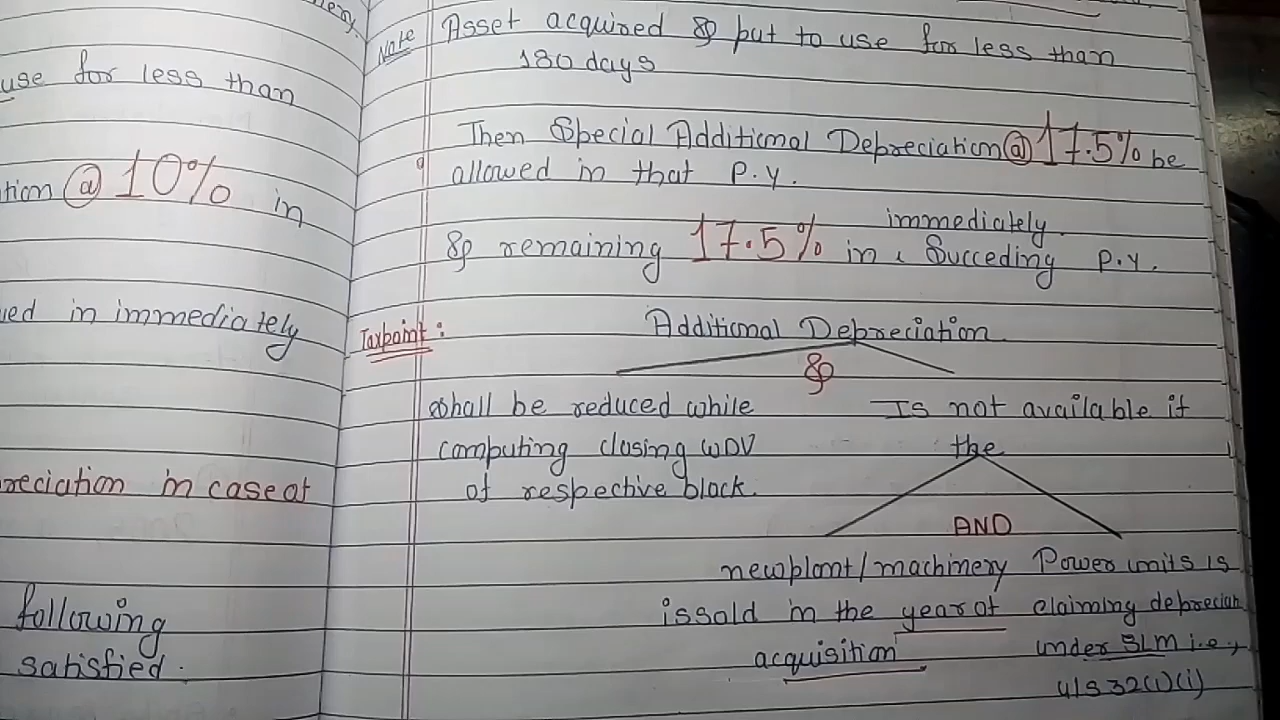 use for less than
tion @ 10% in
ued in immediately
reciation in case of
following
satisfied.
Note Asset acquired & put to use for less than
180 days
Then Special Additional Depreciation @ 17.5% be
allowed in that P.Y.
immediately
& remaining 17.5% in Succeding P.Y.
Taxpoint: Additional Depreciation
&
shall be reduced while Is not available if
computing closing WDV the
of respective block.
AND
new plant/machinery Power units is
is sold in the year of claiming depreciation
acquisition under SLM i.e.,
u/s 32(1)(i)